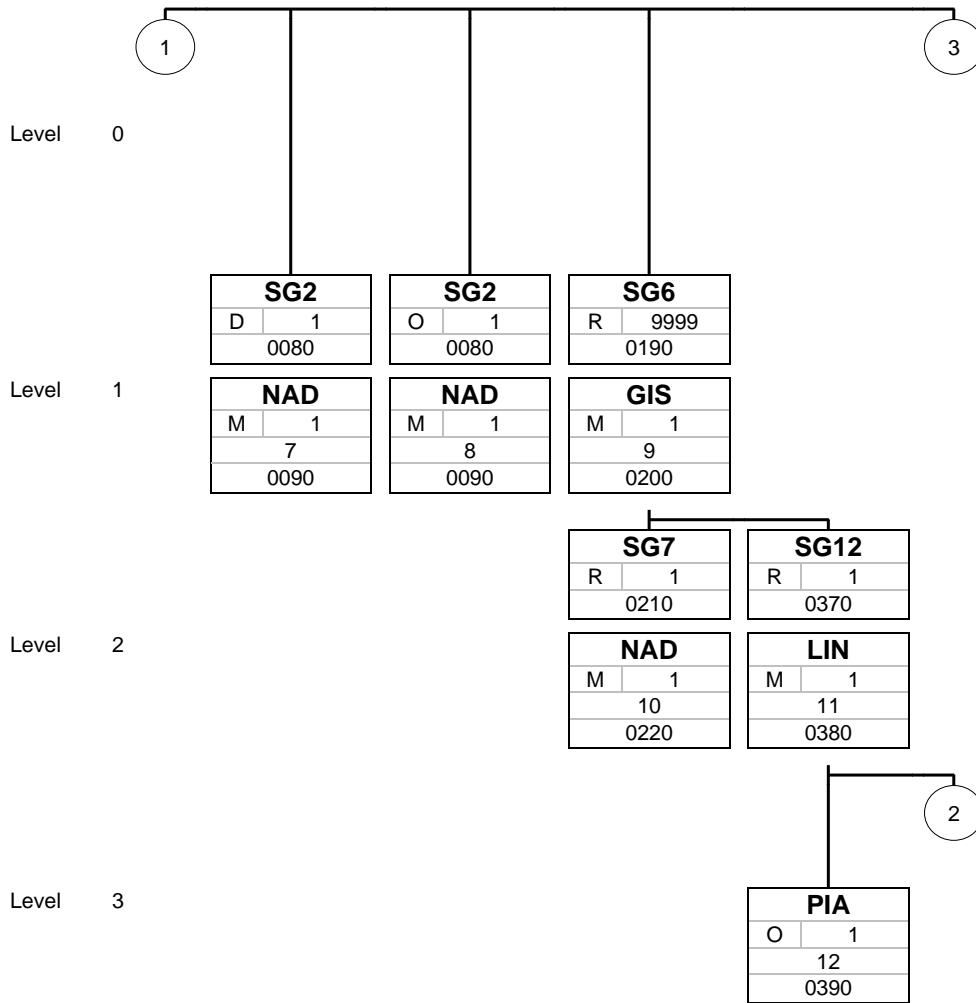 1 3
Level 0
SG2 SG2 SG6
D 1 O 1 R 9999
0080 0080 0190
Level 1
NAD NAD GIS
M 1 M 1 M 1
7 8 9
0090 0090 0200
SG7 SG12
R 1 R 1
0210 0370
Level 2
NAD LIN
M 1 M 1
10 11
0220 0380
2
Level 3
PIA
O 1
12
0390